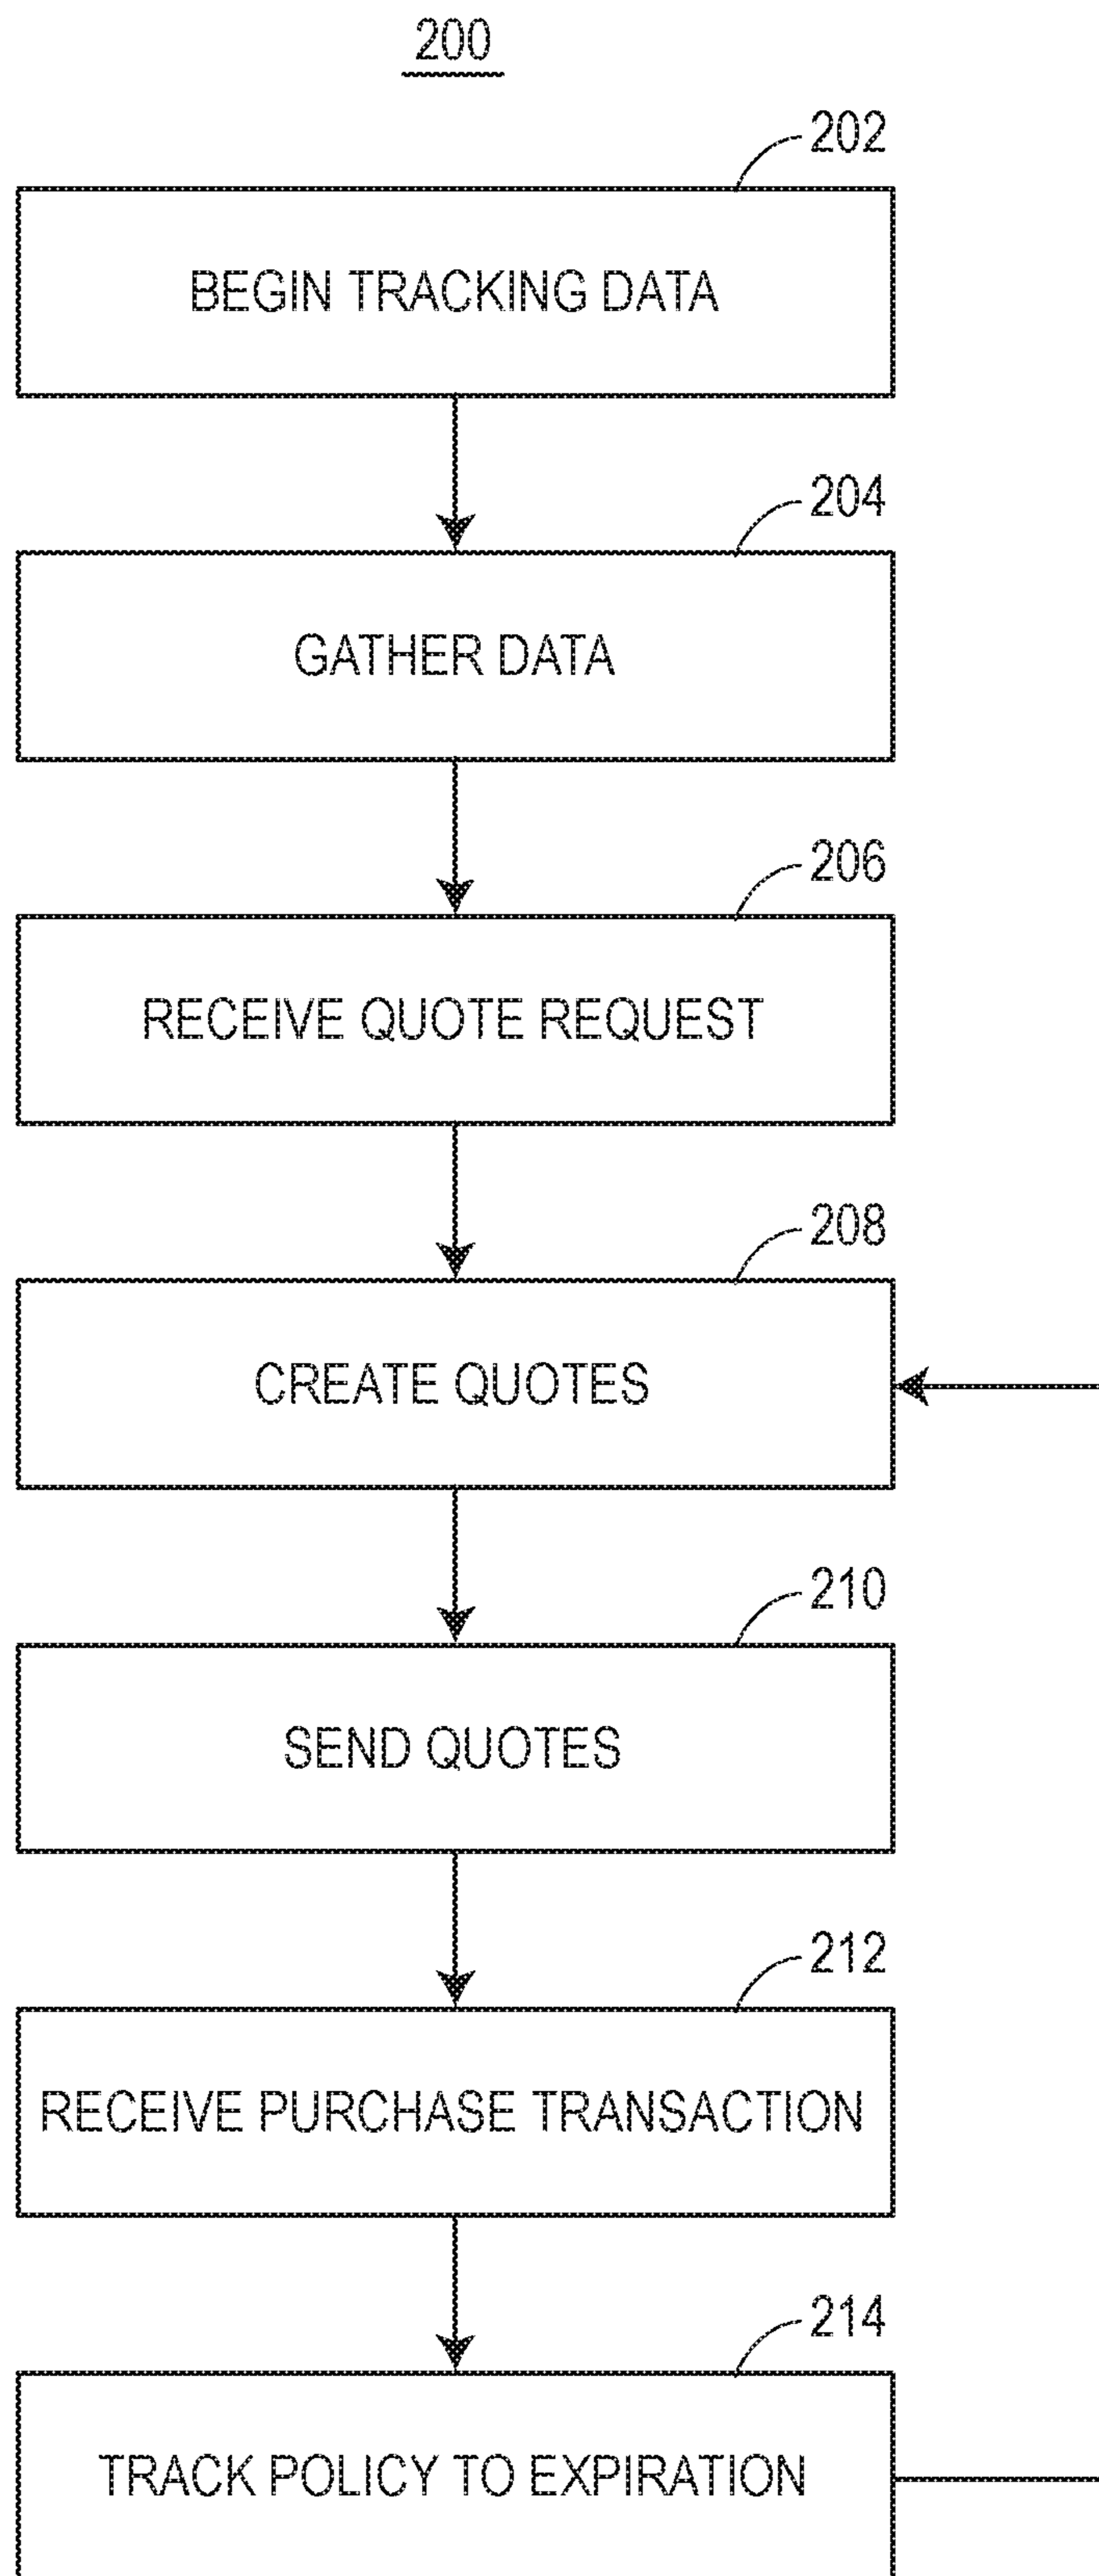 200
202
BEGIN TRACKING DATA
204
GATHER DATA
206
RECEIVE QUOTE REQUEST
208
CREATE QUOTES
210
SEND QUOTES
212
RECEIVE PURCHASE TRANSACTION
214
TRACK POLICY TO EXPIRATION